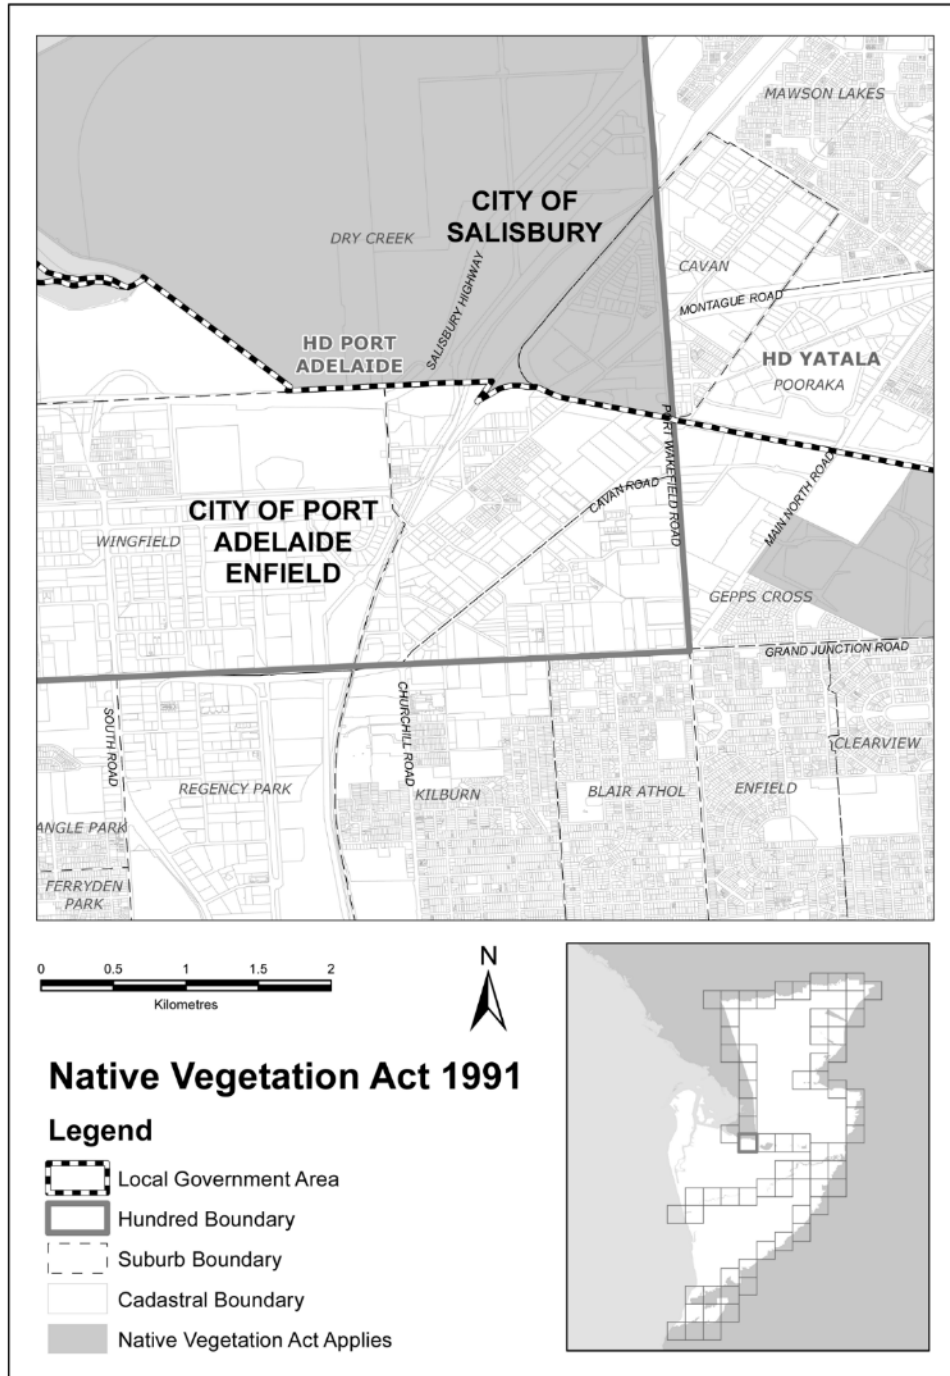 MAWSON LAKES
CITY OF
SALISBURY
DRY CREEK
CAVAN
SALISBURY HIGHWAY
MONTAGUE ROAD
HD PORT
ADELAIDE
HD YATALA
POORAKA
PORT WAKEFIELD ROAD
MAIN NORTH ROAD
CAVAN ROAD
CITY OF PORT
ADELAIDE
ENFIELD
WINGFIELD
GEPPS CROSS
GRAND JUNCTION ROAD
SOUTH ROAD
CHURCHILL ROAD
CLEARVIEW
REGENCY PARK
KILBURN
BLAIR ATHOL
ENFIELD
ANGLE PARK
FERRYDEN
PARK
0 0.5 1 1.5 2
Kilometres
N
Native Vegetation Act 1991
Legend
Local Government Area
Hundred Boundary
Suburb Boundary
Cadastral Boundary
Native Vegetation Act Applies